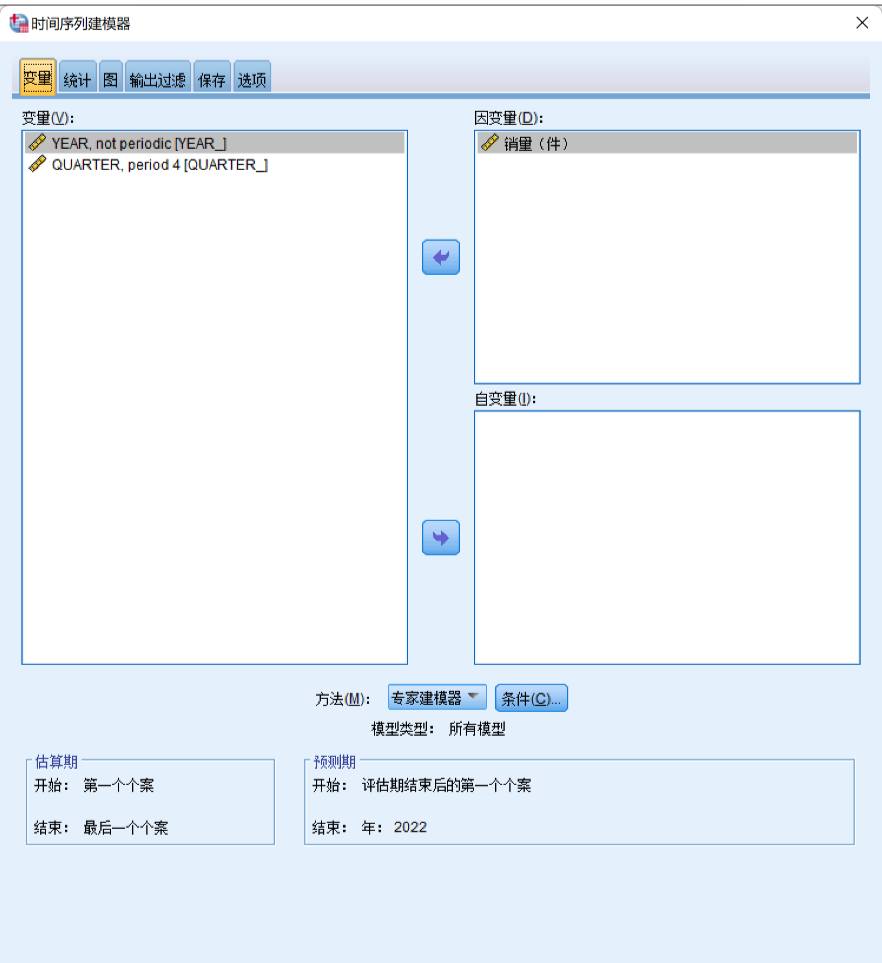 时间序列建模器
变量 统计 图 输出过滤 保存 选项
变量(V)：
YEAR, not periodic [YEAR_]
QUARTER, period 4 [QUARTER_]
因变量(D)：
销量（件）
自变量(I)：
方法(M)： 专家建模器 条件(C)...
模型类型： 所有模型
估算期
开始： 第一个个案
结束： 最后一个个案
预测期
开始： 评估期结束后的第一个个案
结束： 年： 2022